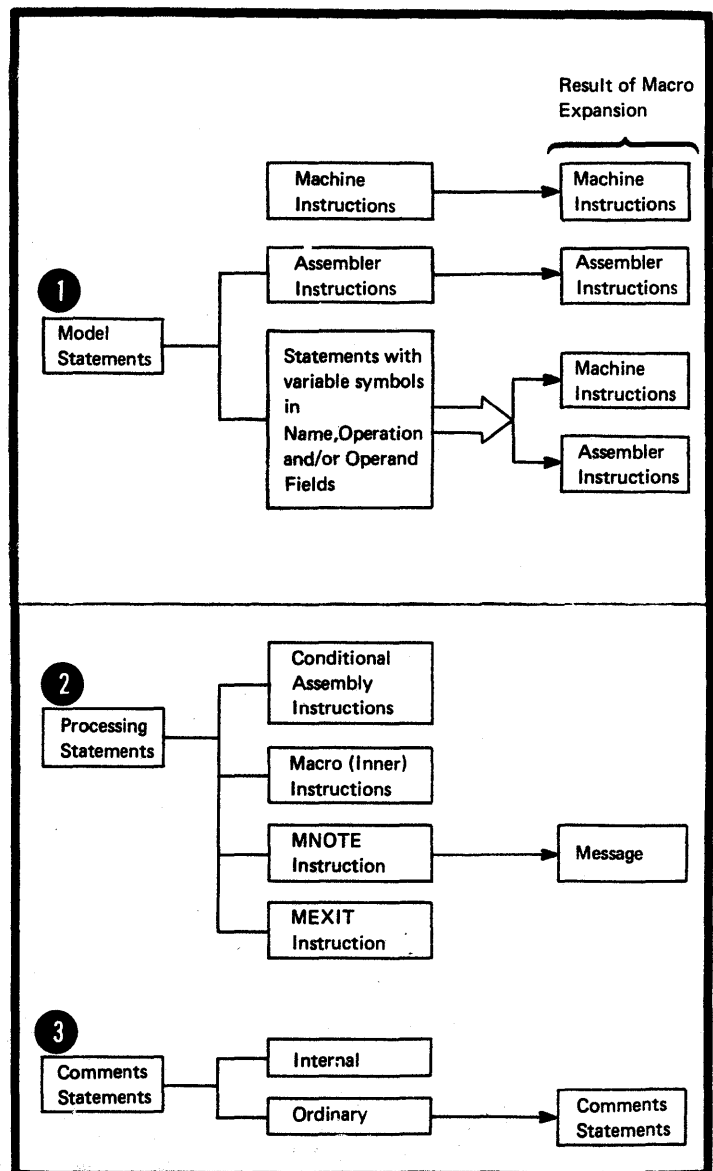 Result of Macro
Expansion
Machine
Instructions
Machine
Instructions
Assembler
Instructions
Assembler
Instructions
1
Model
Statements
Statements with
variable symbols
in
Name,Operation
and/or Operand
Fields
Machine
Instructions
Assembler
Instructions
2
Processing
Statements
Conditional
Assembly
Instructions
Macro (Inner)
Instructions
MNOTE
Instruction
Message
MEXIT
Instruction
3
Comments
Statements
Internal
Ordinary
Comments
Statements